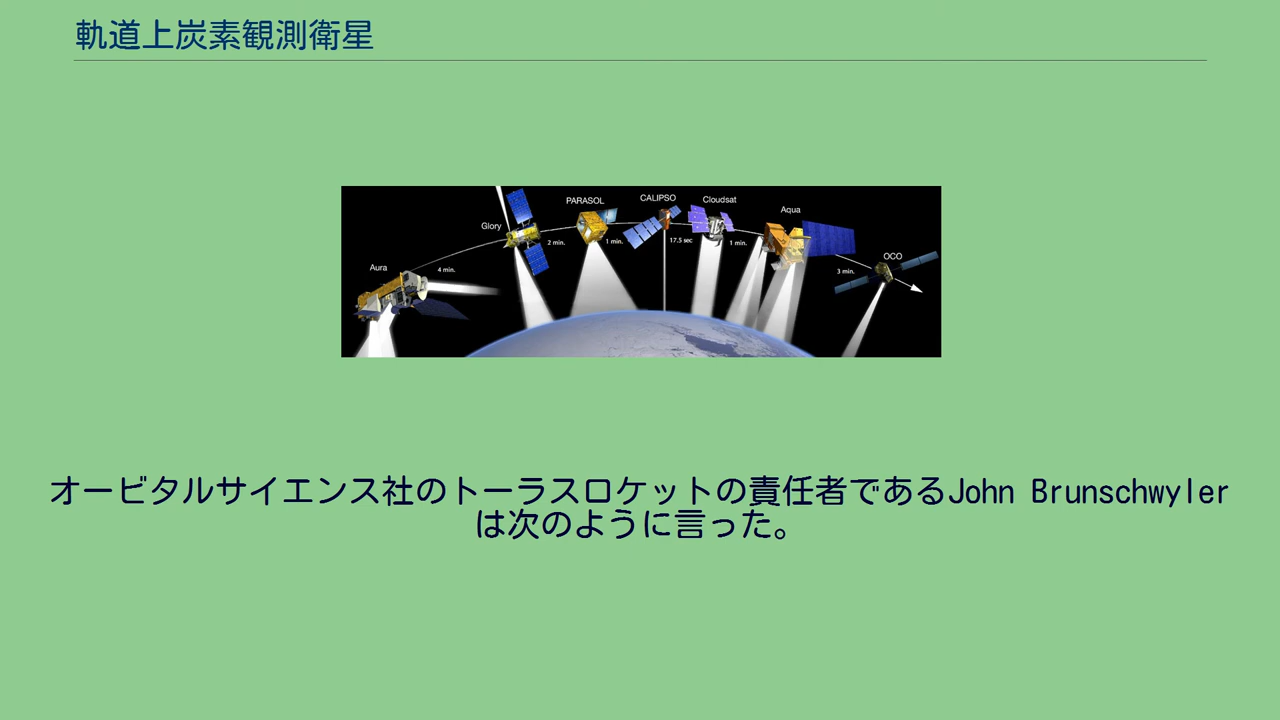 軌道上炭素観測衛星
Aura
4 min.
Glory
2 min.
PARASOL
1 min.
CALIPSO
17.5 sec
Cloudsat
1 min.
Aqua
3 min.
OCO
オービタルサイエンス社のトーラスロケットの責任者であるJohn Brunschwyler
は次のように言った。